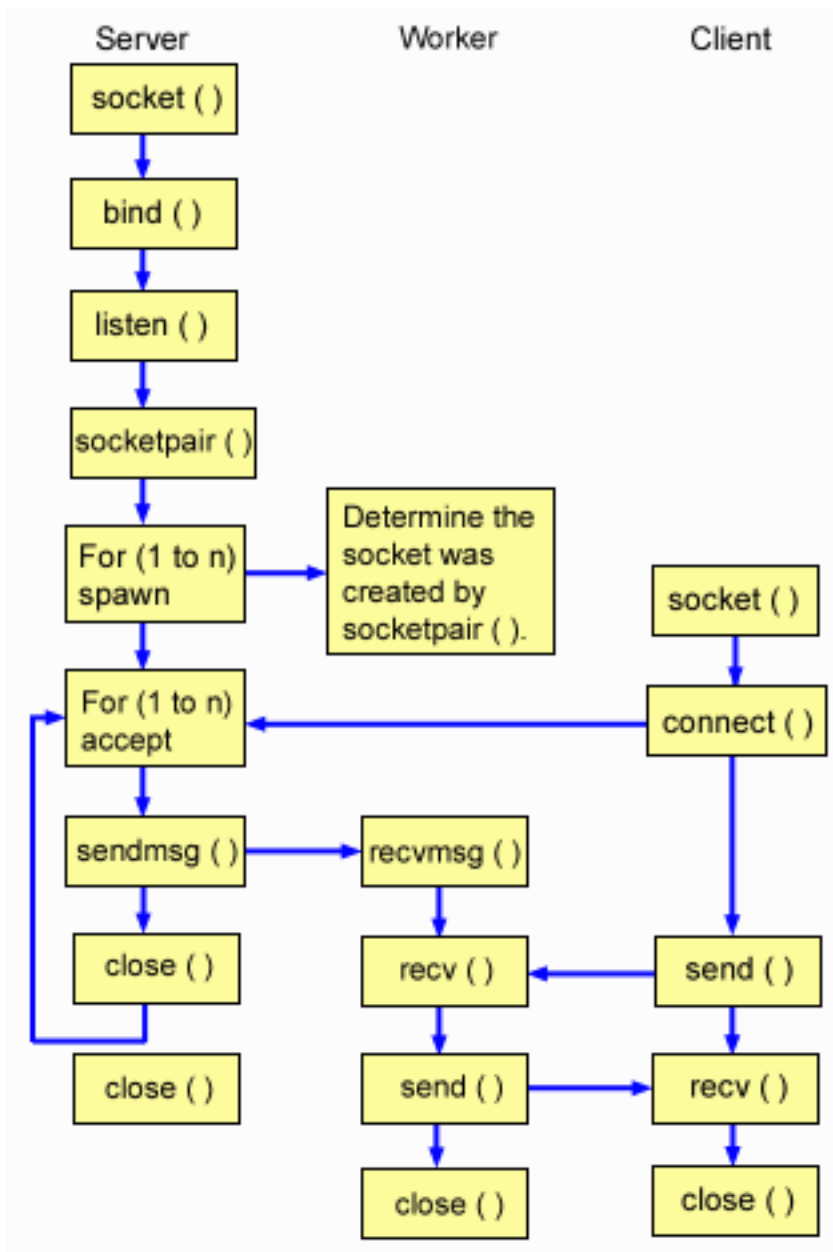 Server
Worker
Client
socket ( )
bind ( )
listen ( )
socketpair ( )
For (1 to n)
spawn
Determine the
socket was
created by
socketpair ( ).
socket ( )
For (1 to n)
accept
connect ( )
sendmsg ( )
recvmsg ( )
close ( )
recv ( )
send ( )
close ( )
send ( )
recv ( )
close ( )
close ( )